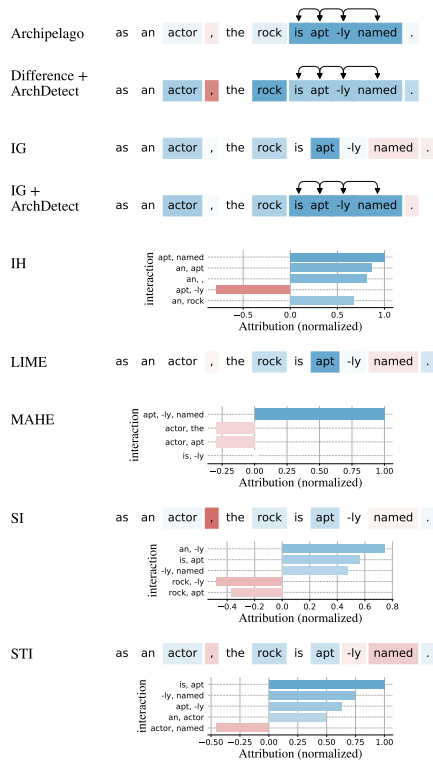 Archipelago as an actor , the rock is apt -ly named .
Difference +
ArchDetect as an actor , the rock is apt -ly named .
IG as an actor , the rock is apt -ly named .
IG +
ArchDetect as an actor , the rock is apt -ly named .
IH
interaction
apt, named
an, apt
an, ,
apt, -ly
an, rock
−0.5 0.0 0.5 1.0
Attribution (normalized)
LIME as an actor , the rock is apt -ly named .
MAHE
interaction
apt, -ly, named
actor, the
actor, apt
is, -ly
−0.25 0.00 0.25 0.50 0.75 1.00
Attribution (normalized)
SI as an actor , the rock is apt -ly named .
interaction
an, -ly
is, apt
-ly, named
rock, -ly
rock, apt
−0.4 −0.2 0.0 0.2 0.4 0.6 0.8
Attribution (normalized)
STI as an actor , the rock is apt -ly named .
interaction
is, apt
-ly, named
apt, -ly
an, actor
actor, named
−0.50 −0.25 0.00 0.25 0.50 0.75 1.00
Attribution (normalized)